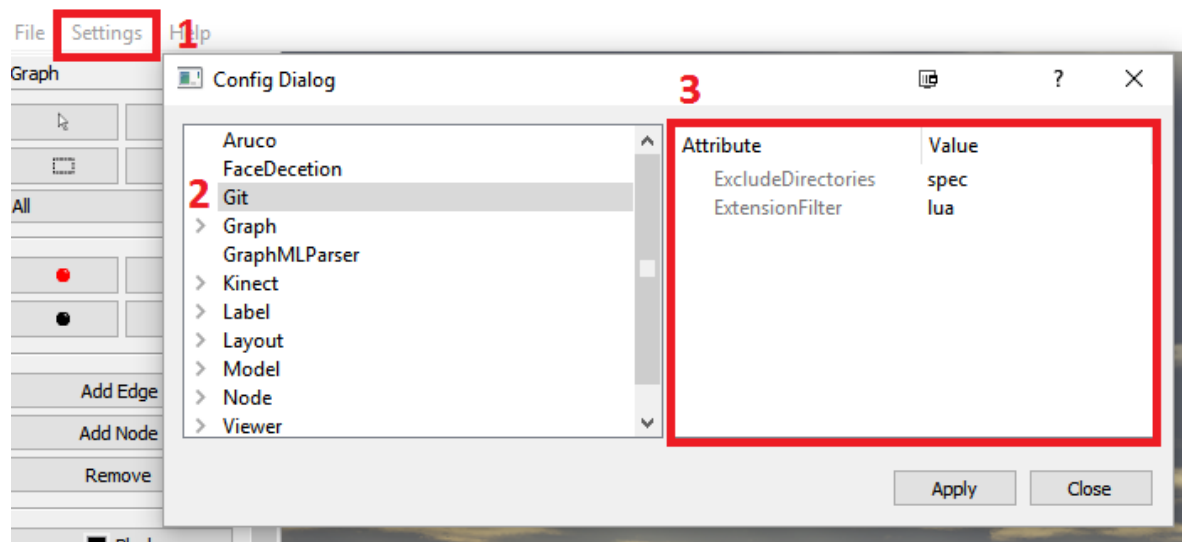 File Settings Help
1
Graph
Config Dialog
?
3
Aruco
FaceDecetion
2
Git
All
Graph
GraphMLParser
Kinect
Label
Layout
Model
Node
Viewer
Attribute Value
ExcludeDirectories spec
ExtensionFilter lua
Add Edge
Add Node
Remove
Apply Close